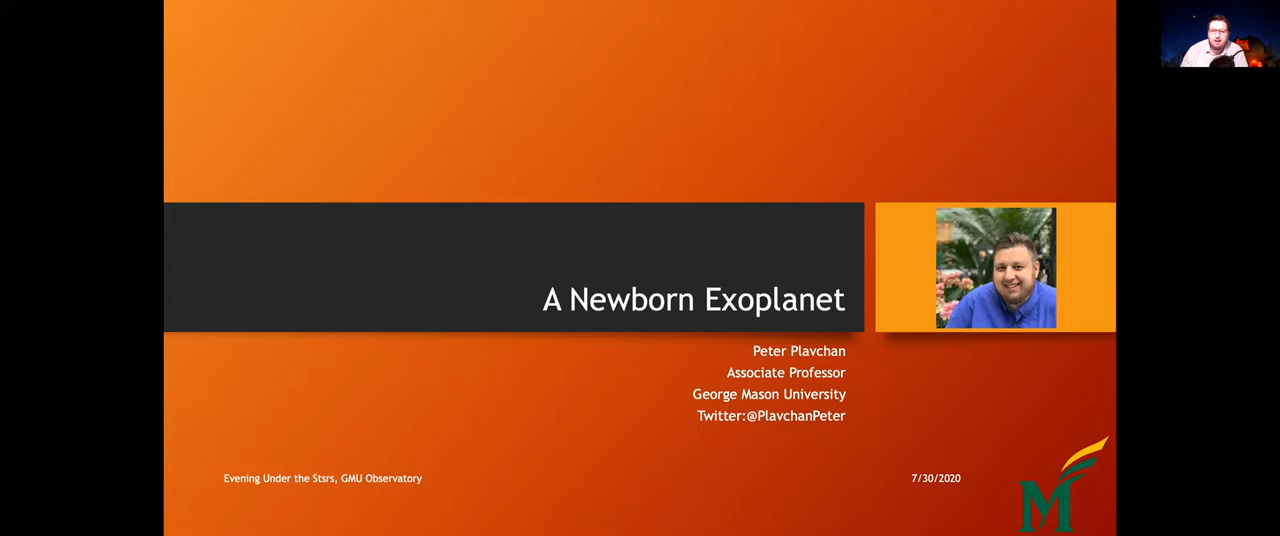 A Newborn Exoplanet
Peter Plavchan
Associate Professor
George Mason University
Twitter:@PlavchanPeter
Evening Under the Stsrs, GMU Observatory
7/30/2020
M